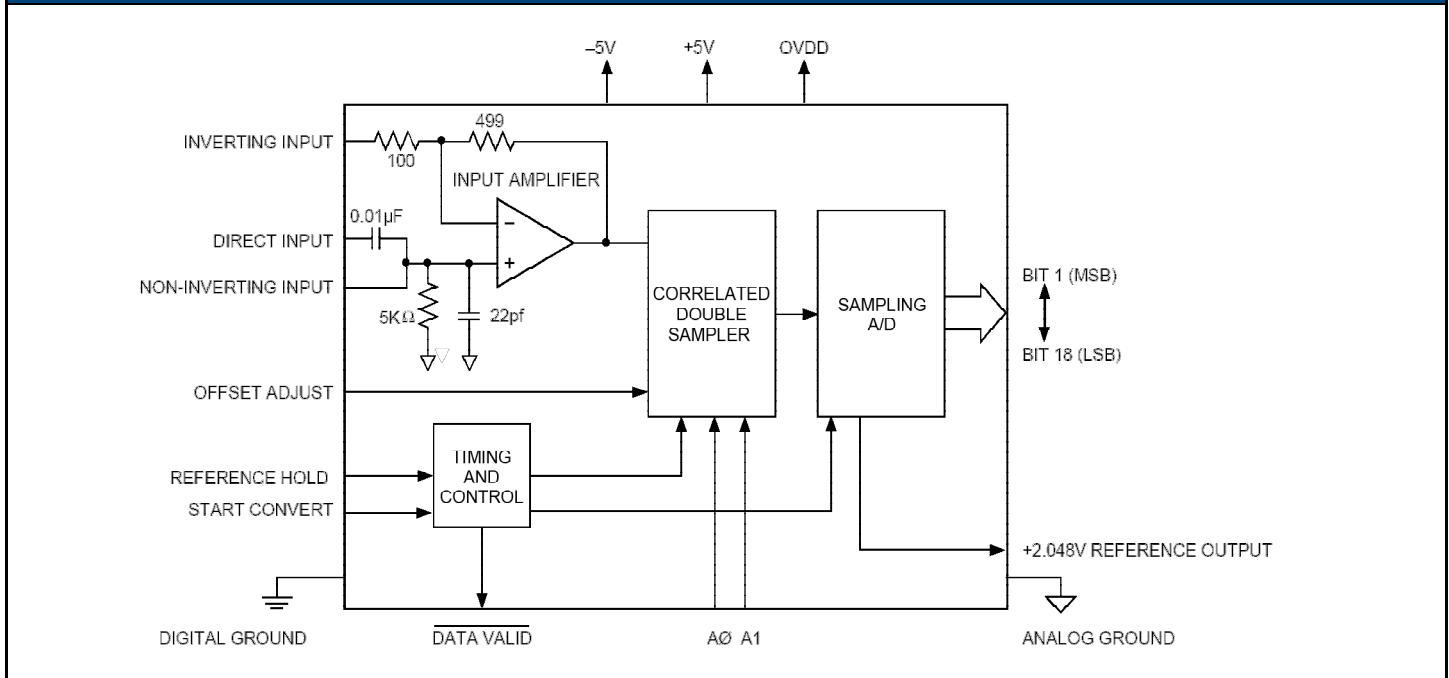 –5V
+5V
OVDD
INVERTING INPUT
100
499
INPUT AMPLIFIER
–
+
0.01µF
DIRECT INPUT
NON-INVERTING INPUT
5KΩ
22pf
CORRELATED
DOUBLE
SAMPLER
SAMPLING
A/D
BIT 1 (MSB)
BIT 18 (LSB)
OFFSET ADJUST
REFERENCE HOLD
START CONVERT
TIMING
AND
CONTROL
+2.048V REFERENCE OUTPUT
DIGITAL GROUND
DATA VALID
AØ A1
ANALOG GROUND